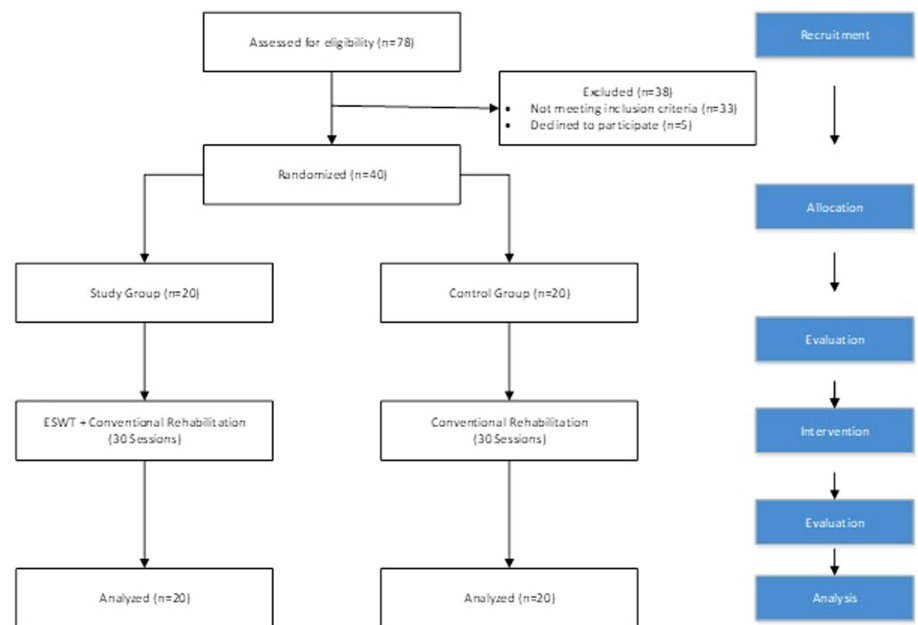 Assessed for eligibility (n=78)
Excluded (n=38)
• Not meeting inclusion criteria (n=33)
• Declined to participate (n=5)
Randomized (n=40)
Study Group (n=20)
Control Group (n=20)
ESWT + Conventional Rehabilitation
(30 Sessions)
Conventional Rehabilitation
(30 Sessions)
Analyzed (n=20)
Analyzed (n=20)
Recruitment
Allocation
Evaluation
Intervention
Evaluation
Analysis